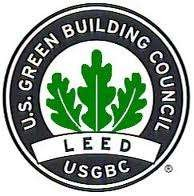 U.S. GREEN BUILDING COUNCIL
LEED
USGBC
®